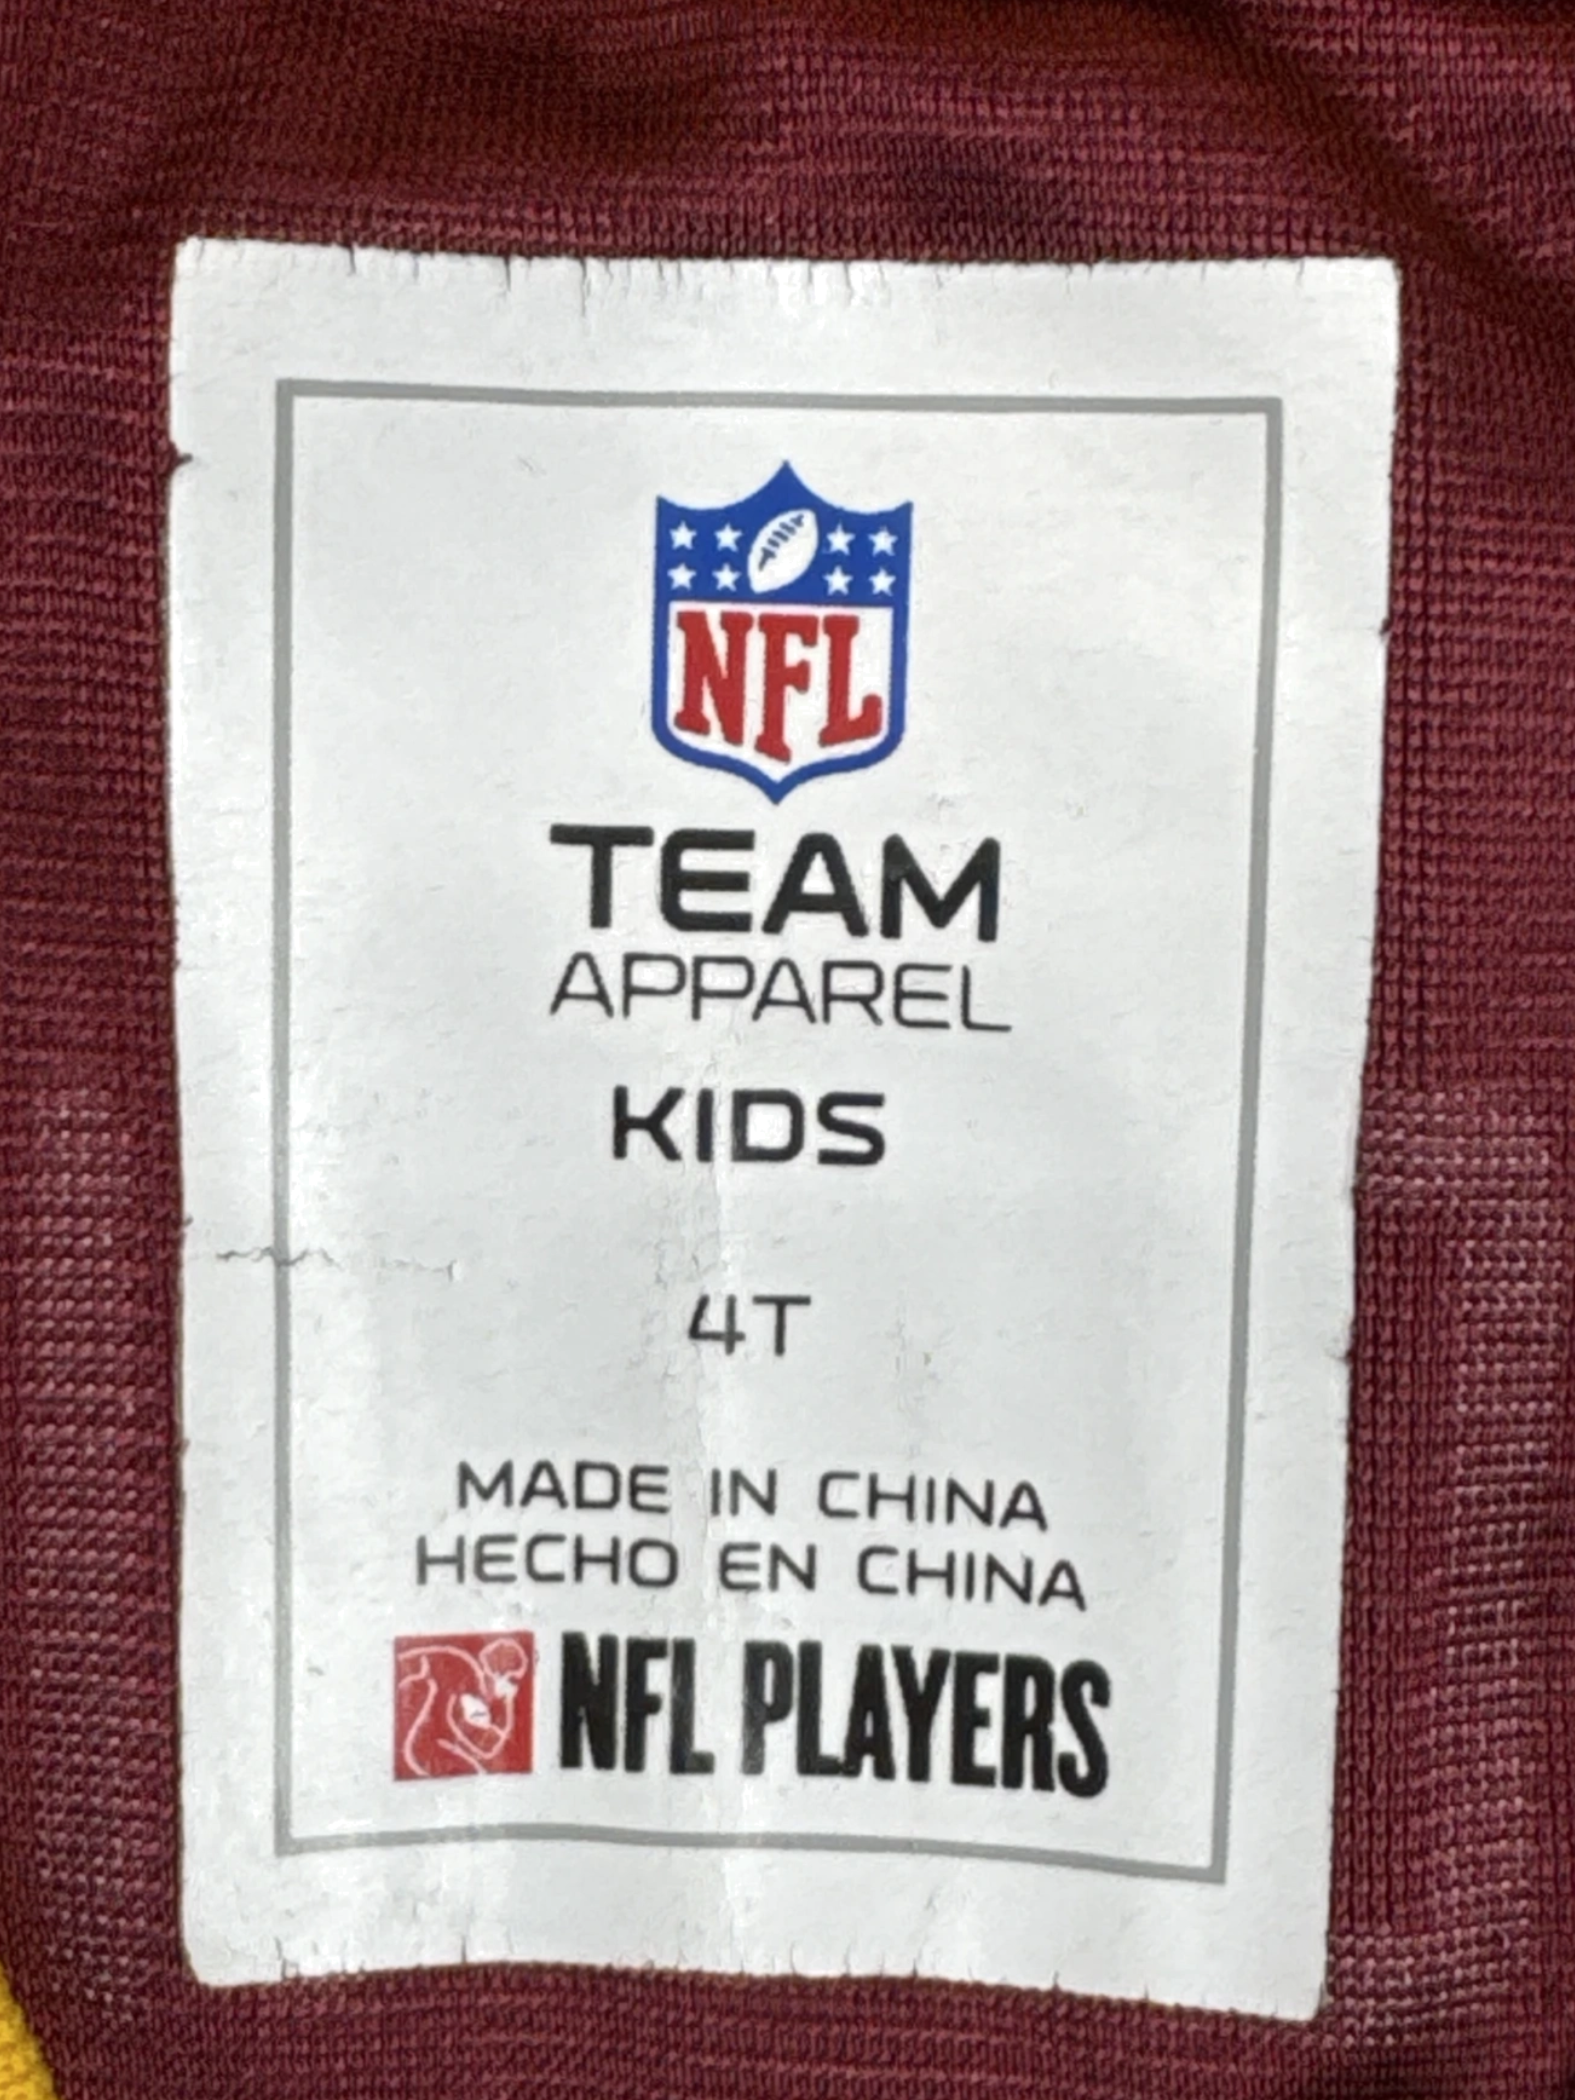 NFL
TEAM
APPAREL
KIDS
4T
MADE IN CHINA
HECHO EN CHINA
NFL PLAYERS